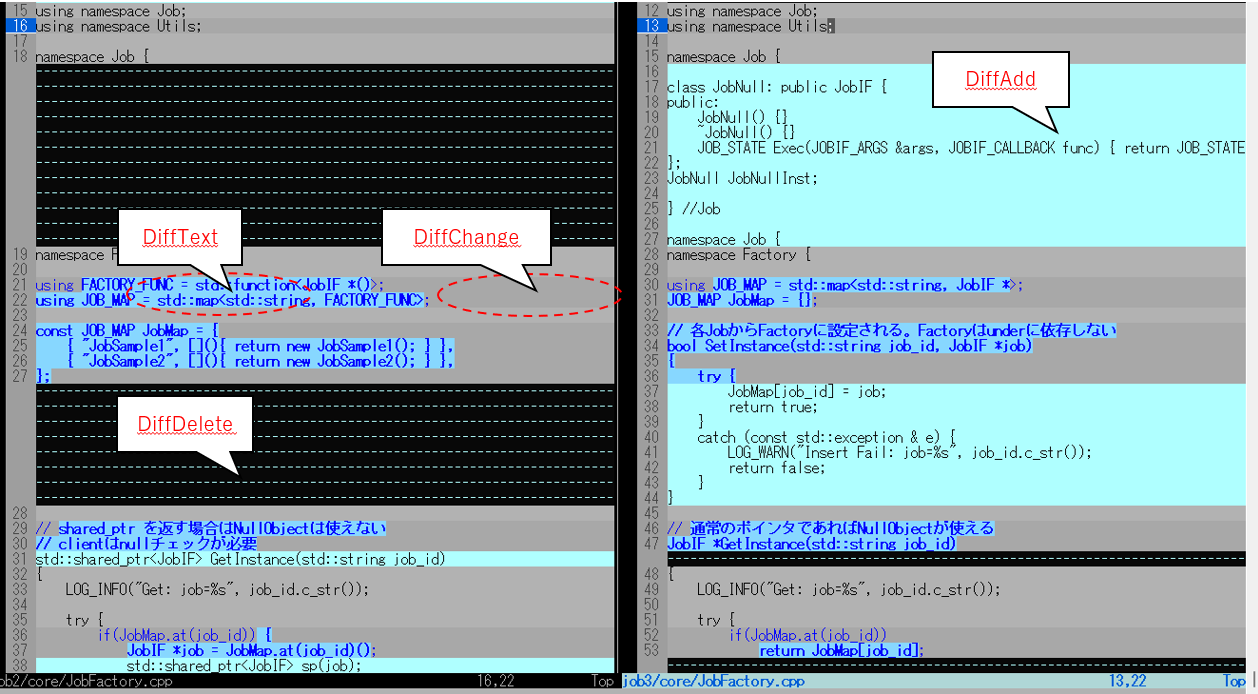 15 using namespace Job;
16 using namespace Utils;
17
18 namespace Job {
DiffText
DiffChange
19 namespace F
20
21 using FACTORY_FUNC = std::function<JobIF *()>;
22 using JOB_MAP = std::map<std::string, FACTORY_FUNC>;
23
24 const JOB_MAP JobMap = {
25     { "JobSample1", [](){ return new JobSample1(); } },
26     { "JobSample2", [](){ return new JobSample2(); } },
27 };
DiffDelete
28
29 // shared_ptr を返す場合はNullObjectは使えない
30 // clientはnullチェックが必要
31 std::shared_ptr<JobIF> GetInstance(std::string job_id)
32 {
33     LOG_INFO("Get: job=%s", job_id.c_str());
34
35     try {
36         if(JobMap.at(job_id)) {
37             JobIF *job = JobMap.at(job_id)();
38             std::shared_ptr<JobIF> sp(job);
ob2/core/JobFactory.cpp 16,22 Top
12 using namespace Job;
13 using namespace Utils;
14
15 namespace Job {
DiffAdd
16
17 class JobNull: public JobIF {
18 public:
19     JobNull() {}
20     ~JobNull() {}
21     JOB_STATE Exec(JOBIF_ARGS &args, JOBIF_CALLBACK func) { return JOB_STATE
22 };
23 JobNull JobNullInst;
24
25 } //Job
26
27 namespace Job {
28 namespace Factory {
29
30 using JOB_MAP = std::map<std::string, JobIF *>;
31 JOB_MAP JobMap = {};
32
33 // 各JobからFactoryに設定される。Factoryはunderに依存しない
34 bool SetInstance(std::string job_id, JobIF *job)
35 {
36     try {
37         JobMap[job_id] = job;
38         return true;
39     }
40     catch (const std::exception & e) {
41         LOG_WARN("Insert Fail: job=%s", job_id.c_str());
42         return false;
43     }
44 }
45
46 // 通常のポインタであればNullObjectが使える
47 JobIF *GetInstance(std::string job_id)
48 {
49     LOG_INFO("Get: job=%s", job_id.c_str());
50
51     try {
52         if(JobMap.at(job_id))
53             return JobMap[job_id];
job3/core/JobFactory.cpp 13,22 Top